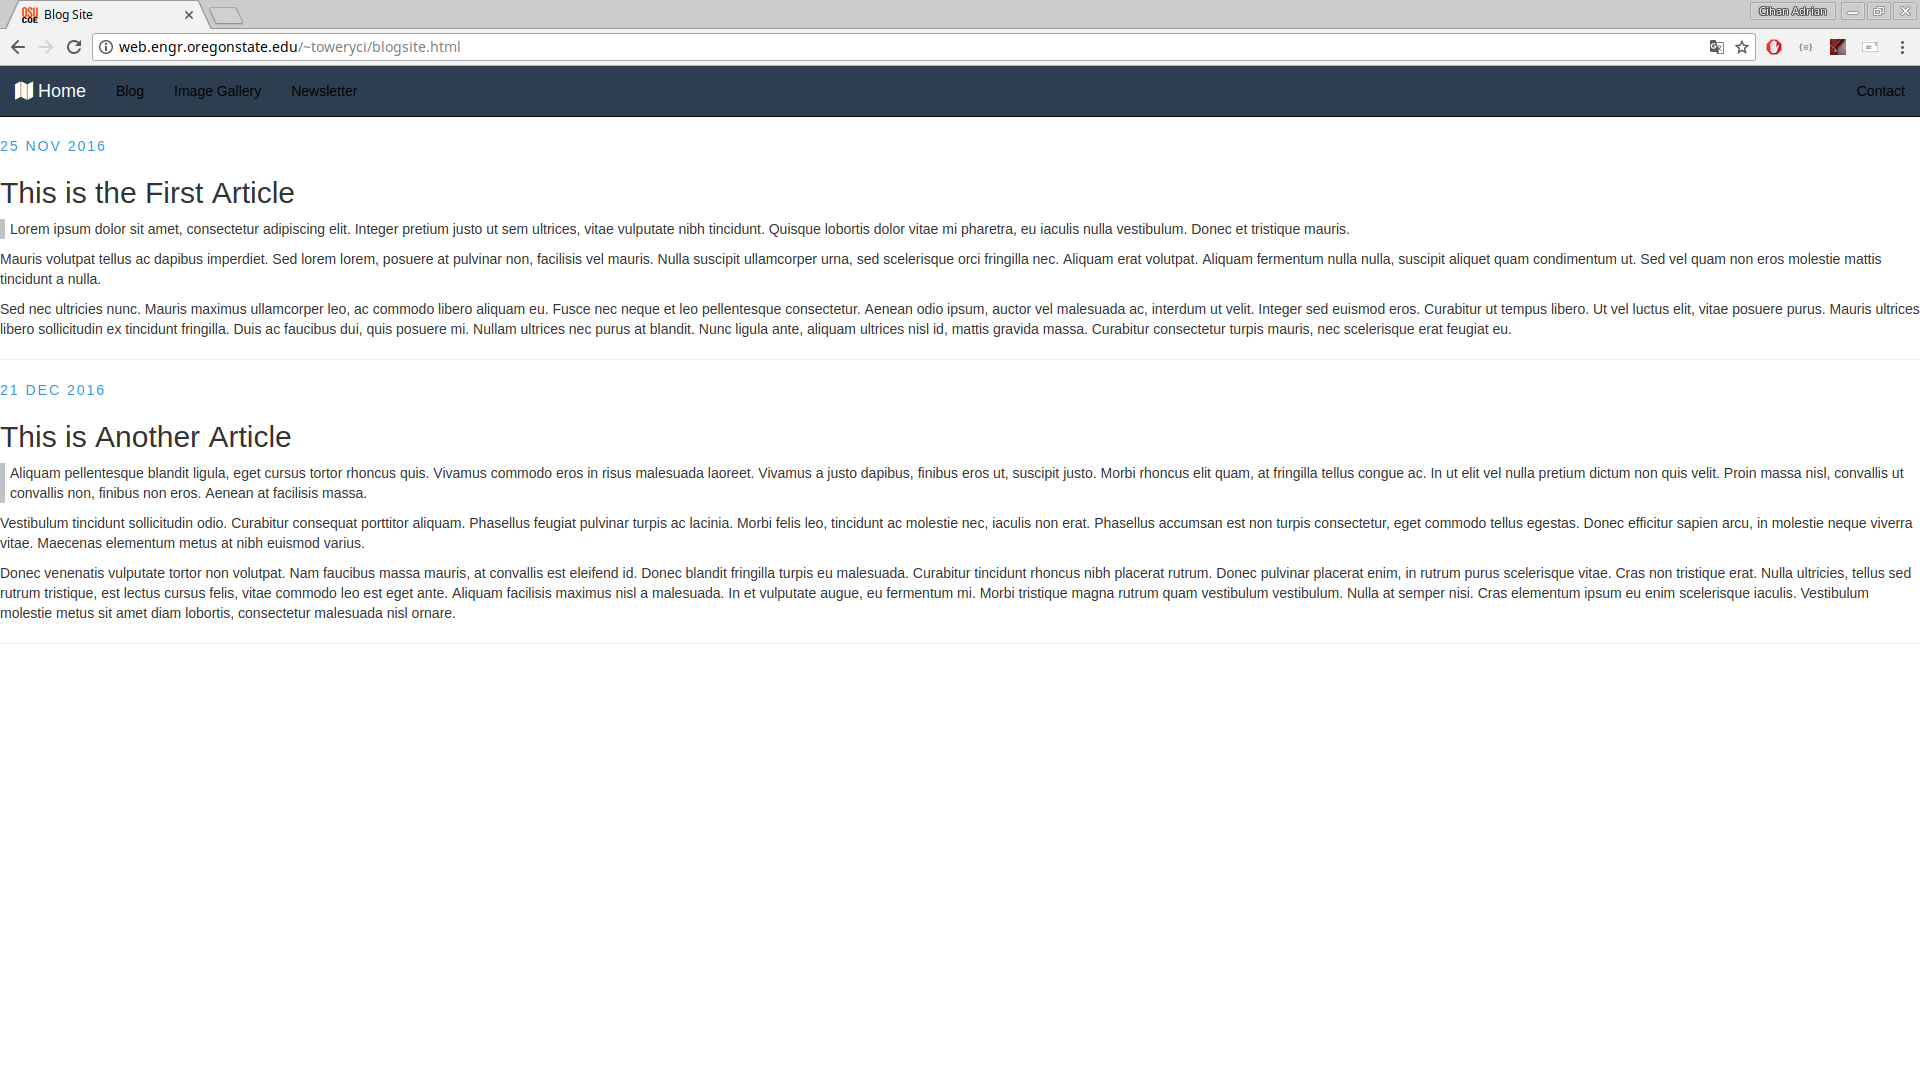 OSU COE Blog Site
Cihan Adrian
web.engr.oregonstate.edu/~toweryci/blogsite.html
Home Blog Image Gallery Newsletter Contact
25 NOV 2016
This is the First Article
Lorem ipsum dolor sit amet, consectetur adipiscing elit. Integer pretium justo ut sem ultrices, vitae vulputate nibh tincidunt. Quisque lobortis dolor vitae mi pharetra, eu iaculis nulla vestibulum. Donec et tristique mauris.
Mauris volutpat tellus ac dapibus imperdiet. Sed lorem lorem, posuere at pulvinar non, facilisis vel mauris. Nulla suscipit ullamcorper urna, sed scelerisque orci fringilla nec. Aliquam erat volutpat. Aliquam fermentum nulla nulla, suscipit aliquet quam condimentum ut. Sed vel quam non eros molestie mattis
tincidunt a nulla.
Sed nec ultricies nunc. Mauris maximus ullamcorper leo, ac commodo libero aliquam eu. Fusce nec neque et leo pellentesque consectetur. Aenean odio ipsum, auctor vel malesuada ac, interdum ut velit. Integer sed euismod eros. Curabitur ut tempus libero. Ut vel luctus elit, vitae posuere purus. Mauris ultrices
libero sollicitudin ex tincidunt fringilla. Duis ac faucibus dui, quis posuere mi. Nullam ultrices nec purus at blandit. Nunc ligula ante, aliquam ultrices nisl id, mattis gravida massa. Curabitur consectetur turpis mauris, nec scelerisque erat feugiat eu.
21 DEC 2016
This is Another Article
Aliquam pellentesque blandit ligula, eget cursus tortor rhoncus quis. Vivamus commodo eros in risus malesuada laoreet. Vivamus a justo dapibus, finibus eros ut, suscipit justo. Morbi rhoncus elit quam, at fringilla tellus congue ac. In ut elit vel nulla pretium dictum non quis velit. Proin massa nisl, convallis ut
convallis non, finibus non eros. Aenean at facilisis massa.
Vestibulum tincidunt sollicitudin odio. Curabitur consequat porttitor aliquam. Phasellus feugiat pulvinar turpis ac lacinia. Morbi felis leo, tincidunt ac molestie nec, iaculis non erat. Phasellus accumsan est non turpis consectetur, eget commodo tellus egestas. Donec efficitur sapien arcu, in molestie neque viverra
vitae. Maecenas elementum metus at nibh euismod varius.
Donec venenatis vulputate tortor non volutpat. Nam faucibus massa mauris, at convallis est eleifend id. Donec blandit fringilla turpis eu malesuada. Curabitur tincidunt rhoncus nibh placerat rutrum. Donec pulvinar placerat enim, in rutrum purus scelerisque vitae. Cras non tristique erat. Nulla ultricies, tellus sed
rutrum tristique, est lectus cursus felis, vitae commodo leo est eget ante. Aliquam facilisis maximus nisl a malesuada. In et vulputate augue, eu fermentum mi. Morbi tristique magna rutrum quam vestibulum vestibulum. Nulla at semper nisi. Cras elementum ipsum eu enim scelerisque iaculis. Vestibulum
molestie metus sit amet diam lobortis, consectetur malesuada nisl ornare.